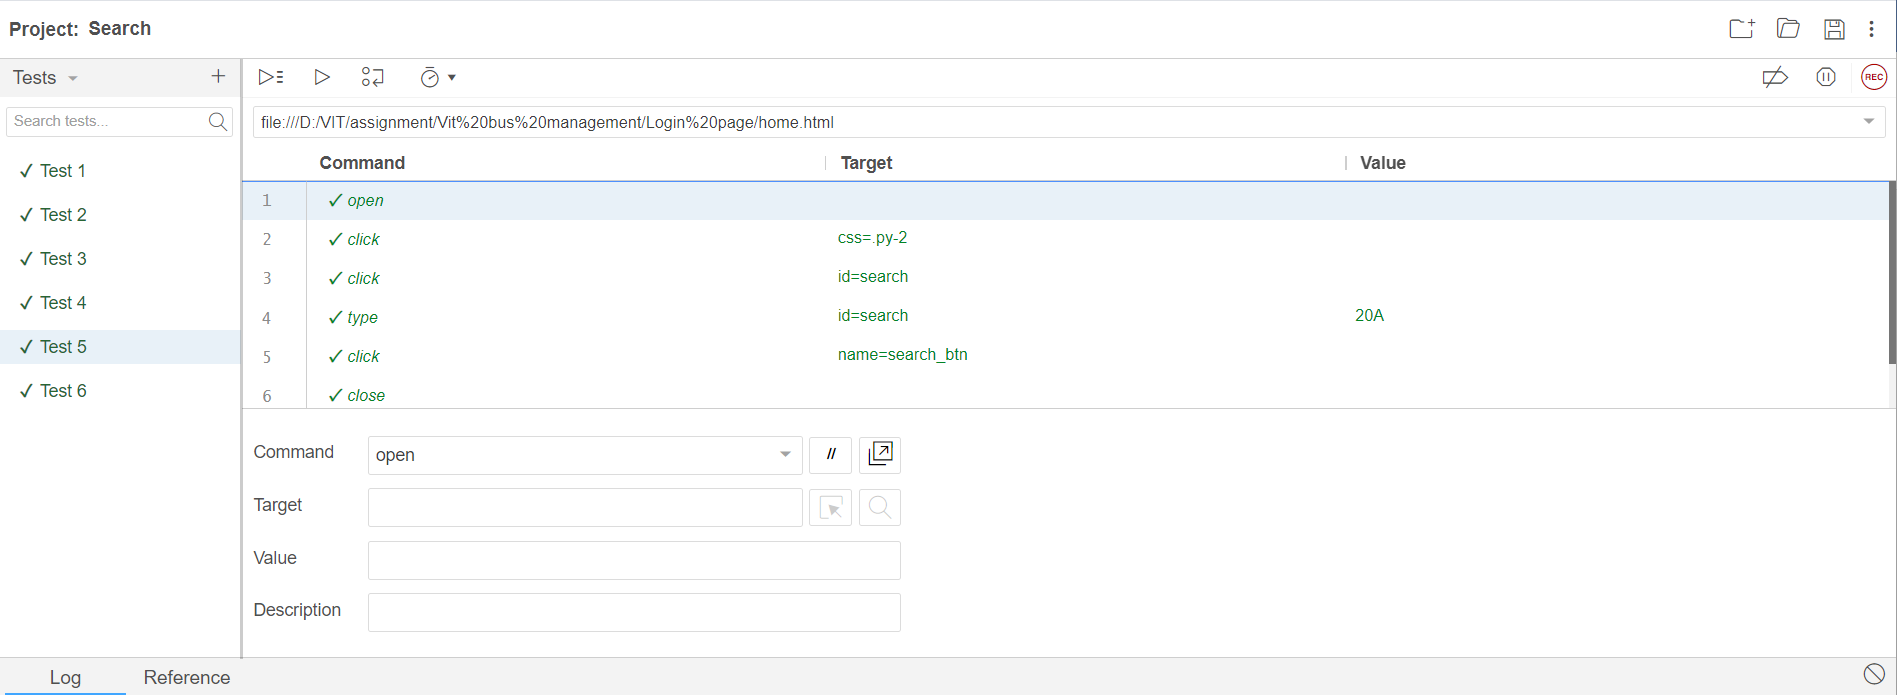 Project: Search
Tests
Search tests...
Test 1
Test 2
Test 3
Test 4
Test 5
Test 6
REC
file:///D:/VIT/assignment/Vit%20bus%20management/Login%20page/home.html
Command Target Value
1 open
2 click css=.py-2
3 click id=search
4 type id=search 20A
5 click name=search_btn
6 close
Command open //
Target
Value
Description
Log Reference